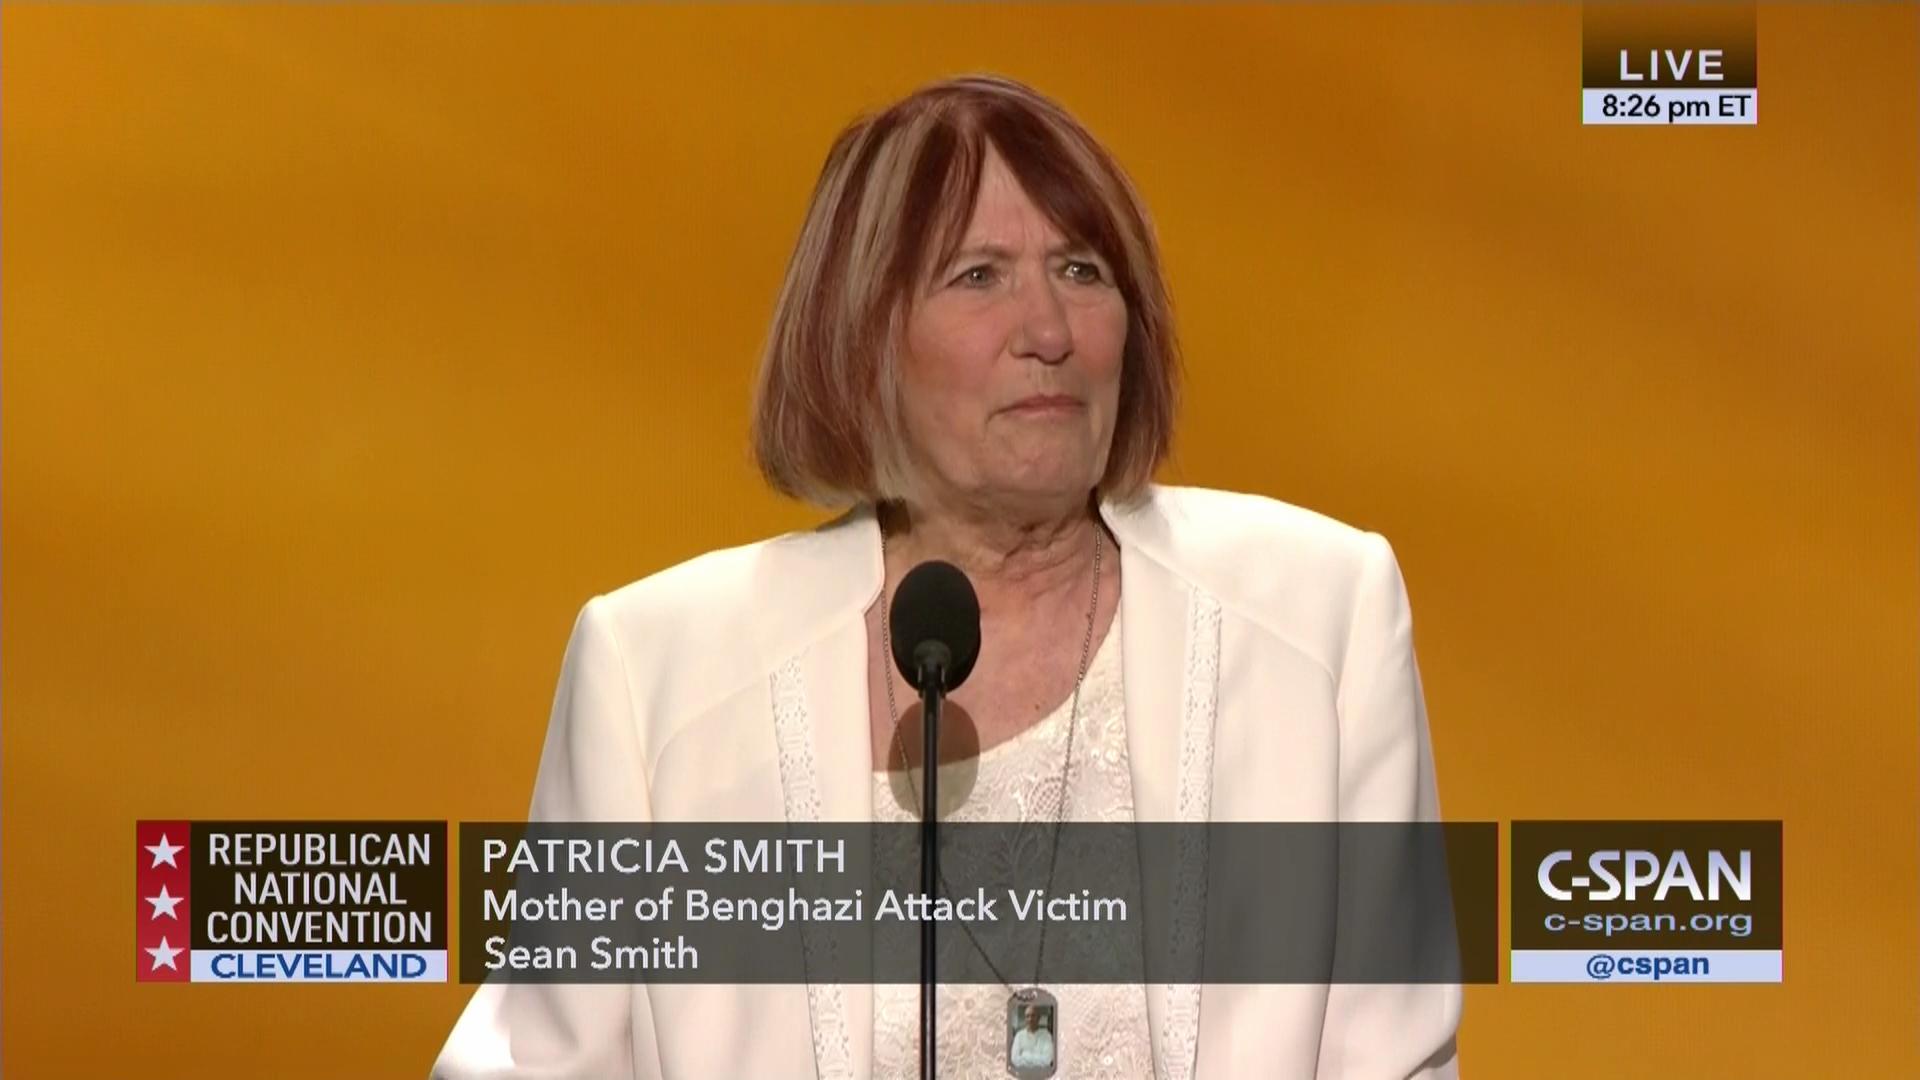 LIVE
8:26 pm ET
REPUBLICAN
NATIONAL
CONVENTION
CLEVELAND
PATRICIA SMITH
Mother of Benghazi Attack Victim
Sean Smith
C-SPAN
c-span.org
@cspan